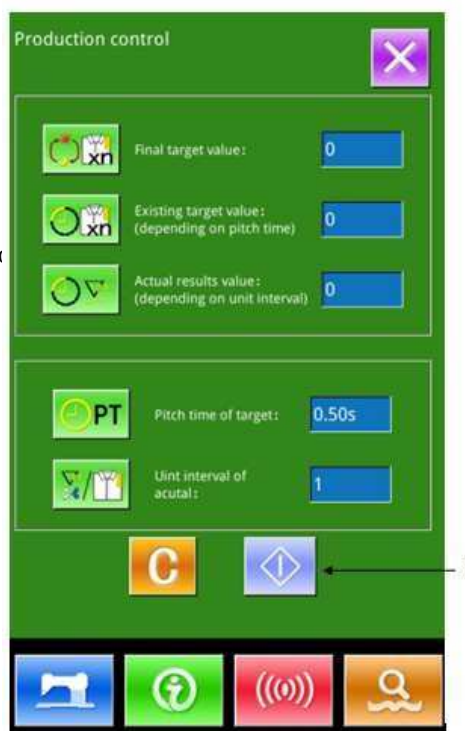 Production control
xn
Final target value:
0
xn
Existing target value:
(depending on pitch time)
0
Actual results value:
(depending on unit interval)
0
PT
Pitch time of target:
0.50s
Uint interval of
acutal:
1
C